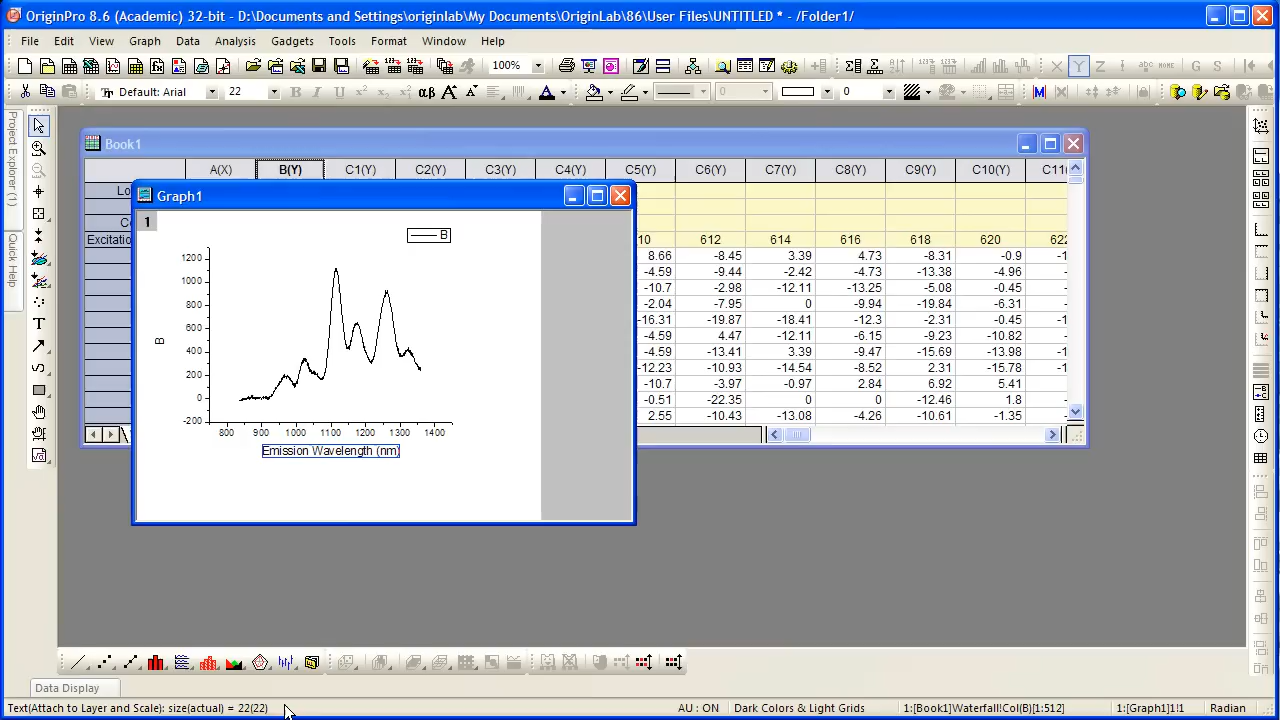 OriginPro 8.6 (Academic) 32-bit - D:\Documents and Settings\originlab\My Documents\OriginLab\86\User Files\UNTITLED * - /Folder1/
File Edit View Graph Data Analysis Gadgets Tools Format Window Help
100%
Default: Arial 22 B I U αβ A A A 0 0
Project Explorer (1)
Quick Help
Book1
A(X) B(Y) C1(Y) C2(Y) C3(Y) C4(Y) C5(Y) C6(Y) C7(Y) C8(Y) C9(Y) C10(Y) C11(
Lo
Co
Excitatio 10 612 614 616 618 620 622
8.66 -8.45 3.39 4.73 -8.31 -0.9 -1
-4.59 -9.44 -2.42 -4.73 -13.38 -4.96
-10.7 -2.98 -12.11 -13.25 -5.08 -0.45
-2.04 -7.95 0 -9.94 -19.84 -6.31
-16.31 -19.87 -18.41 -12.3 -2.31 -0.45
-4.59 4.47 -12.11 -6.15 -9.23 -10.82
-4.59 -13.41 3.39 -9.47 -15.69 -13.98
-12.23 -10.93 -14.54 -8.52 2.31 -15.78
-10.7 -3.97 -0.97 2.84 6.92 5.41
-0.51 -22.35 0 0 -12.46 1.8
2.55 -10.43 -13.08 -4.26 -10.61 -1.35
Graph1
1
B
1200
1000
800
600
400
200
0
-200
B
800 900 1000 1100 1200 1300 1400
Emission Wavelength (nm)
Data Display
Text(Attach to Layer and Scale): size(actual) = 22(22) AU : ON Dark Colors & Light Grids 1:[Book1]Waterfall!Col(B)[1:512] 1:[Graph1]1!1 Radian